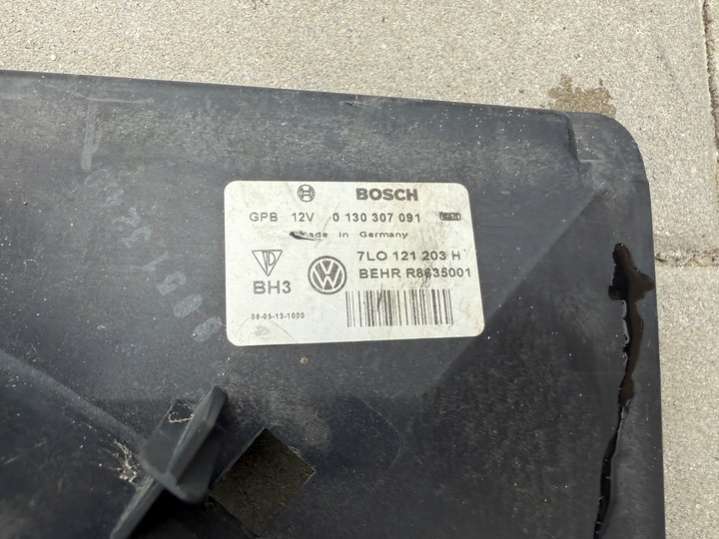 BOSCH
GPB 12V 0 130 307 091
Made in Germany
7LO 121 203 H
BH3
BEHR R8635001